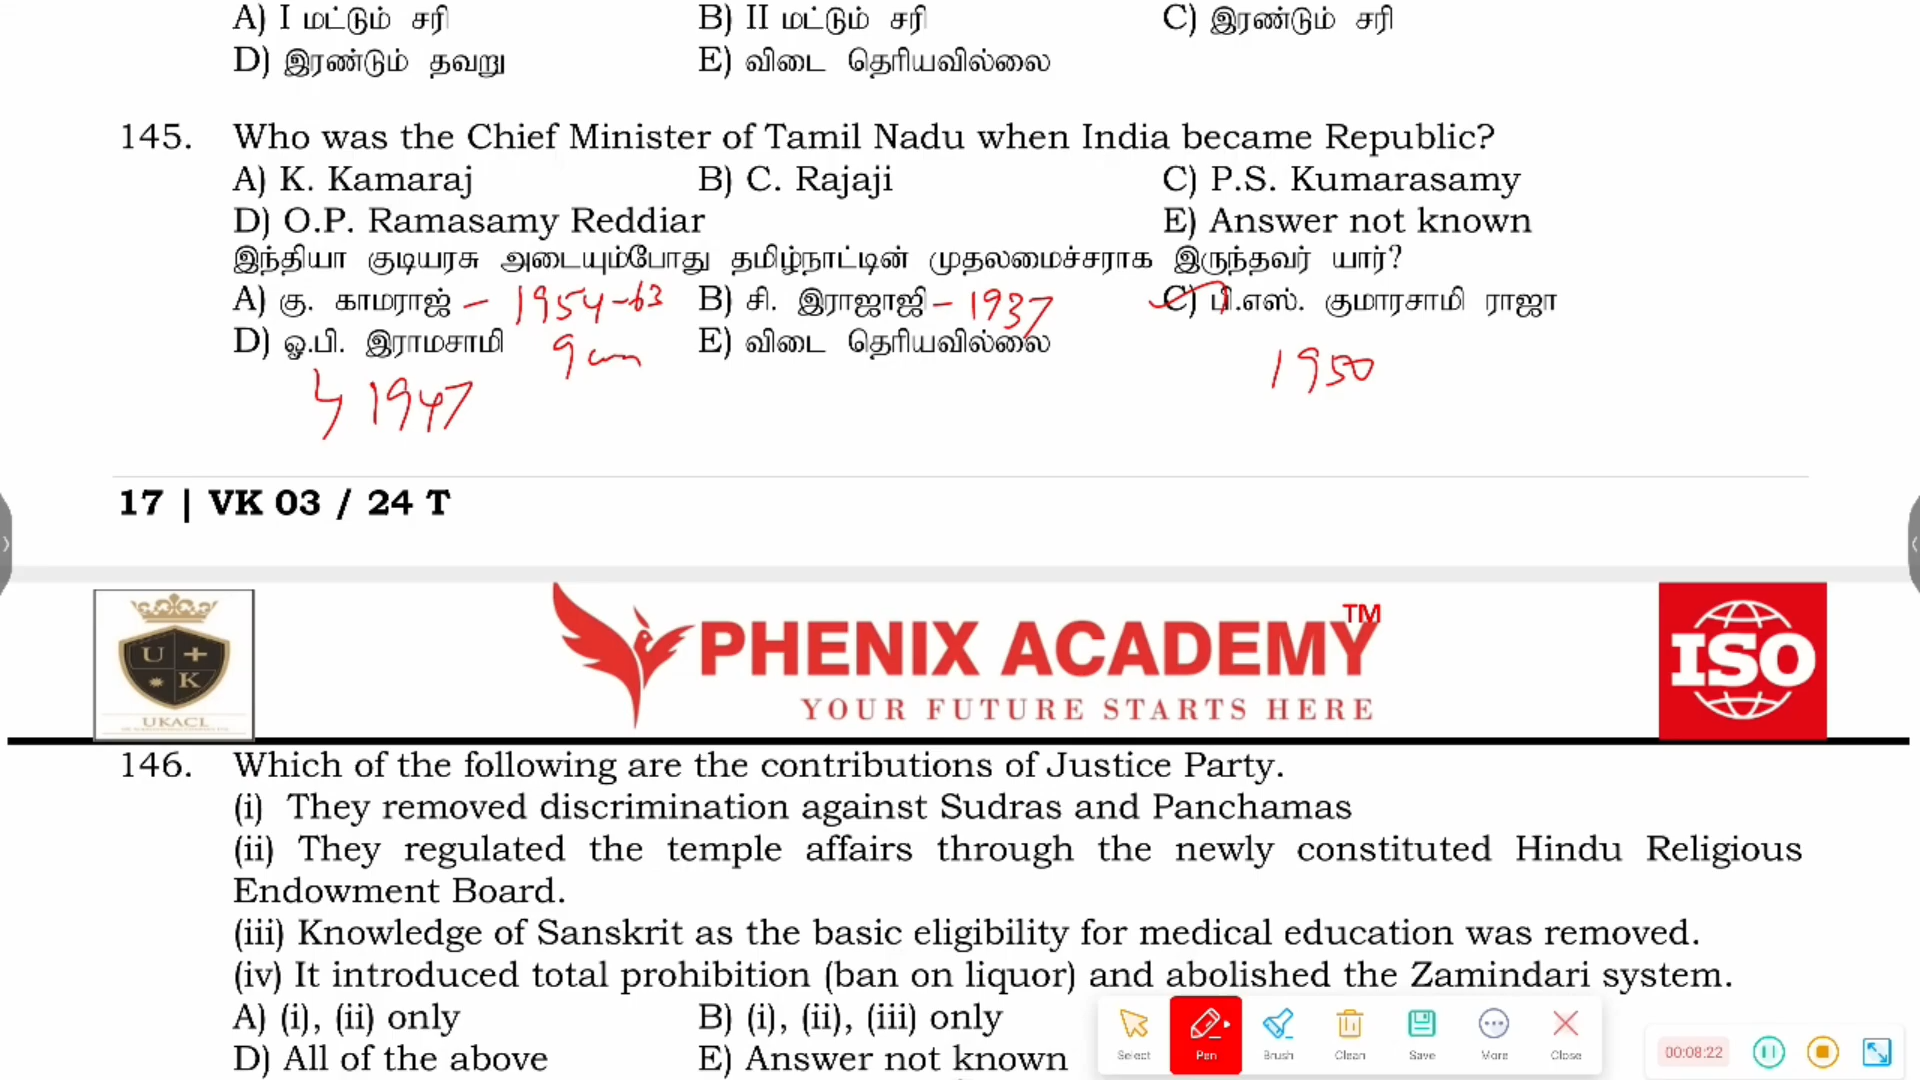 A) I மட்டும் சரி B) II மட்டும் சரி C) இரண்டும் சரி
D) இரண்டும் தவறு E) விடை தெரியவில்லை
145. Who was the Chief Minister of Tamil Nadu when India became Republic?
A) K. Kamaraj B) C. Rajaji C) P.S. Kumarasamy
D) O.P. Ramasamy Reddiar E) Answer not known
இந்தியா குடியரசு அடையும்போது தமிழ்நாட்டின் முதலமைச்சராக இருந்தவர் யார்?
A) கு. காமராஜ் – 1954-63 B) சி. இராஜாஜி – 1937 C) பி.எஸ். குமாரசாமி ராஜா
D) ஓ.பி. இராமசாமி E) விடை தெரியவில்லை
1950
1947
17 | VK 03 / 24 T
U K
UKACL
PHENIX ACADEMY TM
YOUR FUTURE STARTS HERE
ISO
146. Which of the following are the contributions of Justice Party.
(i) They removed discrimination against Sudras and Panchamas
(ii) They regulated the temple affairs through the newly constituted Hindu Religious
Endowment Board.
(iii) Knowledge of Sanskrit as the basic eligibility for medical education was removed.
(iv) It introduced total prohibition (ban on liquor) and abolished the Zamindari system.
A) (i), (ii) only B) (i), (ii), (iii) only
D) All of the above E) Answer not known
Select Pen Brush Clean Save More Close
00:08:22